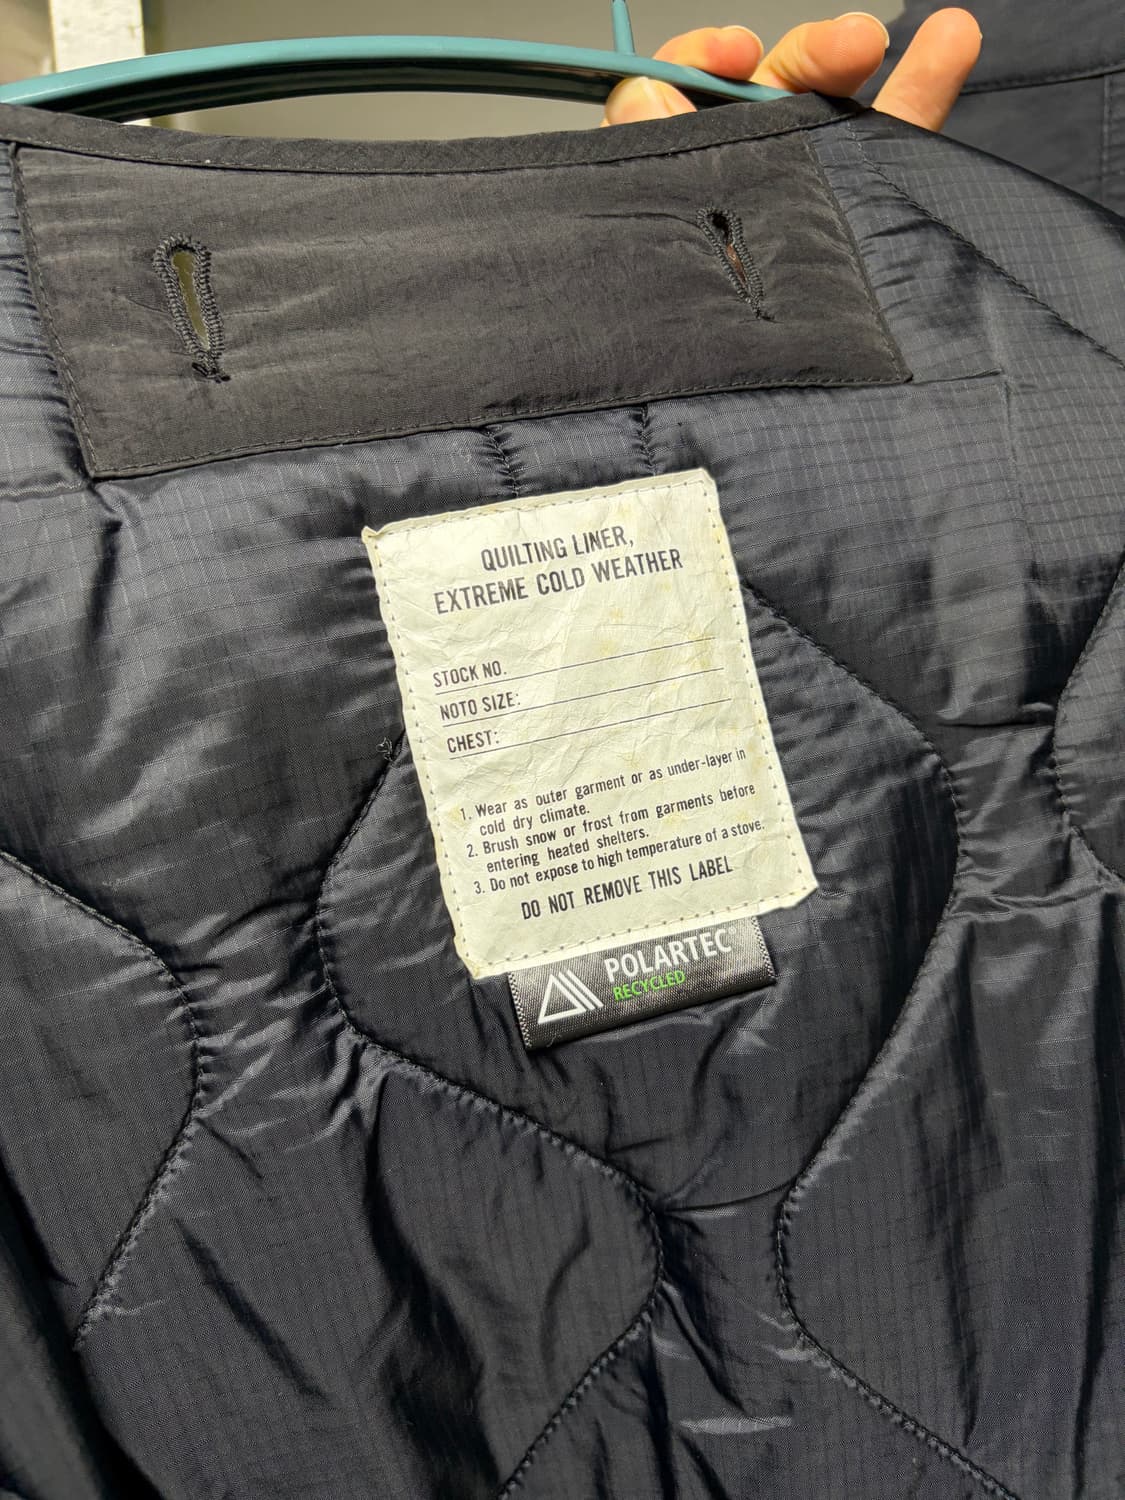 QUILTING LINER,
EXTREME COLD WEATHER
STOCK NO.
NOTO SIZE:
CHEST:
1. Wear as outer garment or as under-layer in
cold dry climate.
2. Brush snow or frost from garments before
entering heated shelters.
3. Do not expose to high temperature of a stove.
DO NOT REMOVE THIS LABEL
POLARTEC®
RECYCLED